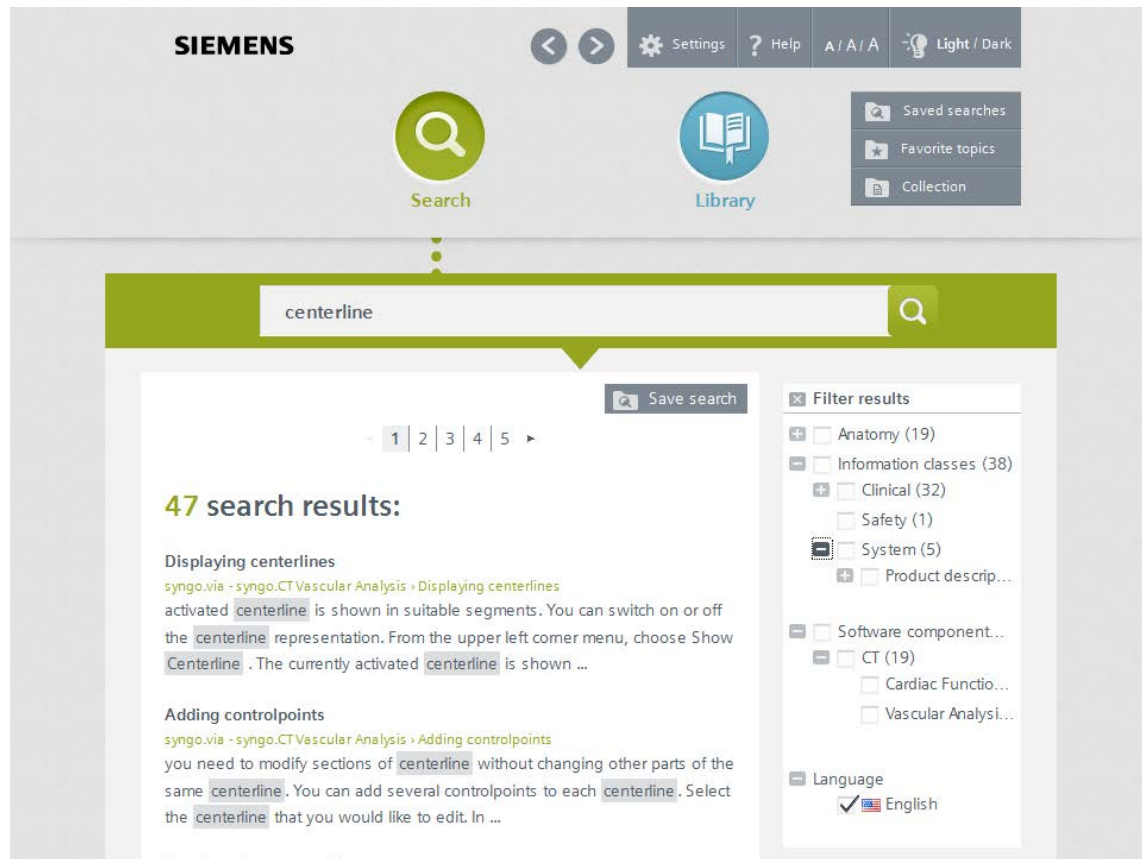 SIEMENS
Settings
? Help
A / A / A
Light / Dark
Saved searches
Favorite topics
Collection
Search
Library
centerline
Save search
1 | 2 | 3 | 4 | 5
47 search results:
Displaying centerlines
syngo.via - syngo.CT Vascular Analysis › Displaying centerlines
activated centerline is shown in suitable segments. You can switch on or off
the centerline representation. From the upper left corner menu, choose Show
Centerline . The currently activated centerline is shown ...
Adding controlpoints
syngo.via - syngo.CT Vascular Analysis › Adding controlpoints
you need to modify sections of centerline without changing other parts of the
same centerline. You can add several controlpoints to each centerline. Select
the centerline that you would like to edit. In ...
Filter results
Anatomy (19)
Information classes (38)
Clinical (32)
Safety (1)
System (5)
Product descrip...
Software component...
CT (19)
Cardiac Functio...
Vascular Analysi...
Language
English